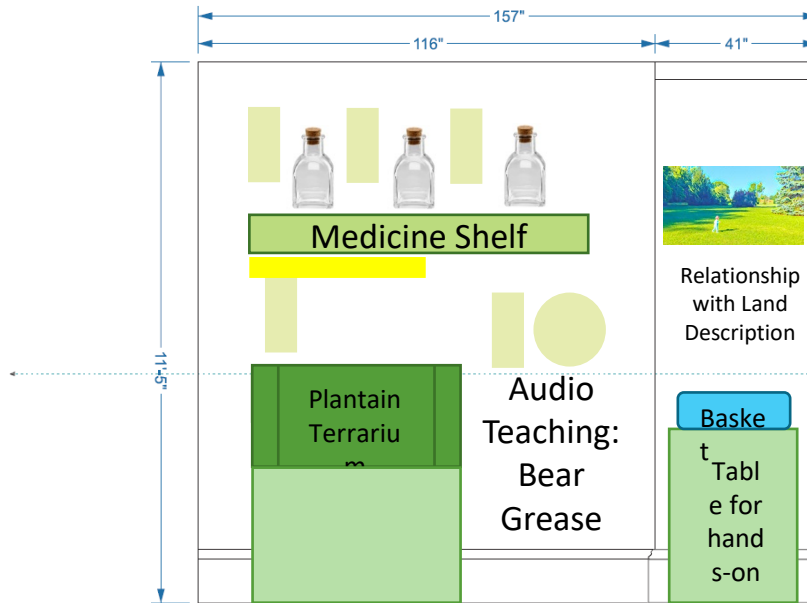 157"
116"
41"
Medicine Shelf
Relationship
with Land
Description
11'-5"
Plantain
Terrariu
m
Audio
Teaching:
Bear
Grease
Baske
t
Tabl
e for
hand
s-on